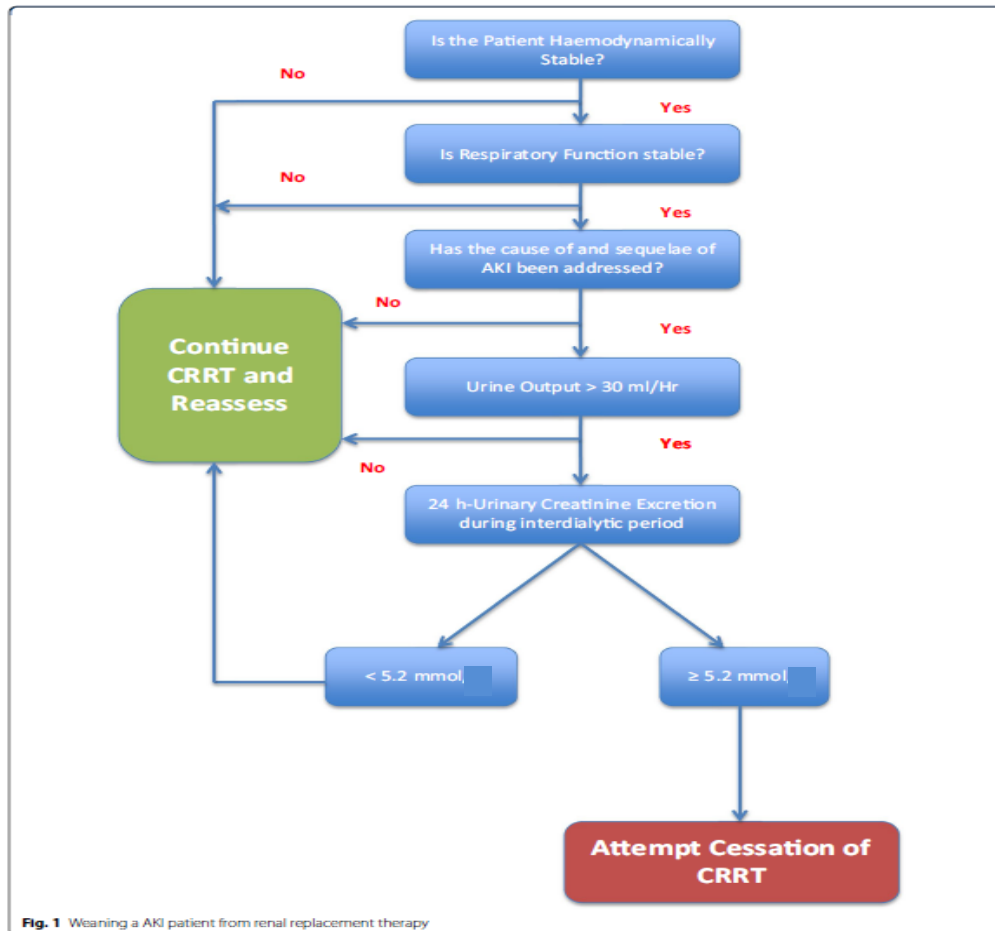 Is the Patient Haemodynamically
Stable?
No
Yes
Is Respiratory Function stable?
No
Yes
Has the cause of and sequelae of
AKI been addressed?
No
Yes
Continue
CRRT and
Reassess
Urine Output > 30 ml/Hr
Yes
No
24 h-Urinary Creatinine Excretion
during interdialytic period
< 5.2 mmol/
≥ 5.2 mmol/
Attempt Cessation of
CRRT
Fig. 1 Weaning a AKI patient from renal replacement therapy